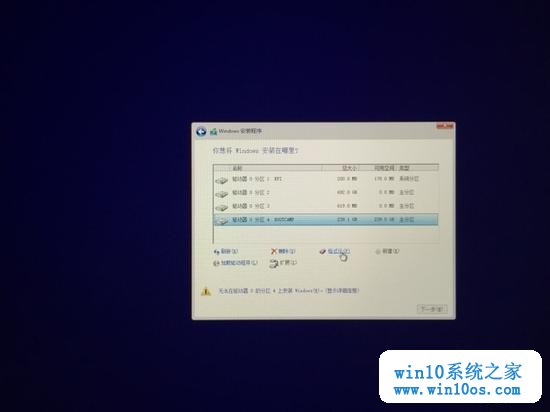 Windows 安装程序
你想将 Windows 安装在哪里?
名称 总大小 可用空间 类型
驱动器 0 分区 1 EFI 200.0 MB 170.0 MB 系统分区
驱动器 0 分区 2 692.0 GB 0.0 MB 主分区
驱动器 0 分区 3 619.0 MB 0.0 MB 主分区
驱动器 0 分区 4 BOOTCAMP 239.1 GB 239.0 GB 主分区
刷新(R) 删除(D) 格式化(F) 新建(E)
加载驱动程序(L) 扩展(X)
无法在驱动器 0 的分区 4 上安装 Windows(W)。(显示详细信息)
下一步(N)
win10系统之家
www.win10os.com